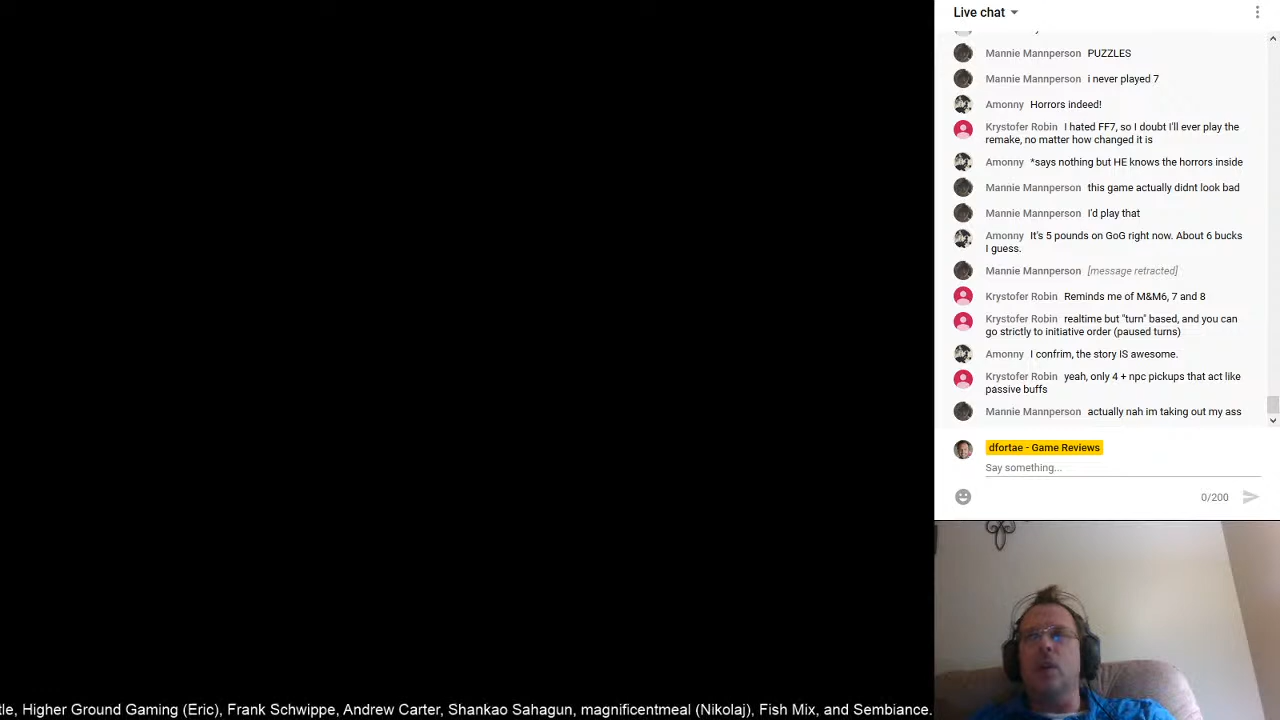 Live chat
Mannie Mannperson PUZZLES
Mannie Mannperson i never played 7
Amonny Horrors indeed!
Krystofer Robin I hated FF7, so I doubt I'll ever play the
remake, no matter how changed it is
Amonny *says nothing but HE knows the horrors inside
Mannie Mannperson this game actually didnt look bad
Mannie Mannperson I'd play that
Amonny It's 5 pounds on GoG right now. About 6 bucks
I guess.
Mannie Mannperson [message retracted]
Krystofer Robin Reminds me of M&M6, 7 and 8
Krystofer Robin realtime but "turn" based, and you can
go strictly to initiative order (paused turns)
Amonny I confrim, the story IS awesome.
Krystofer Robin yeah, only 4 + npc pickups that act like
passive buffs
Mannie Mannperson actually nah im taking out my ass
dfortae - Game Reviews
Say something...
0/200
Higher Ground Gaming (Eric), Frank Schwippe, Andrew Carter, Shankao Sahagun, magnificentmeal (Nikolaj), Fish Mix, and Sembiance.